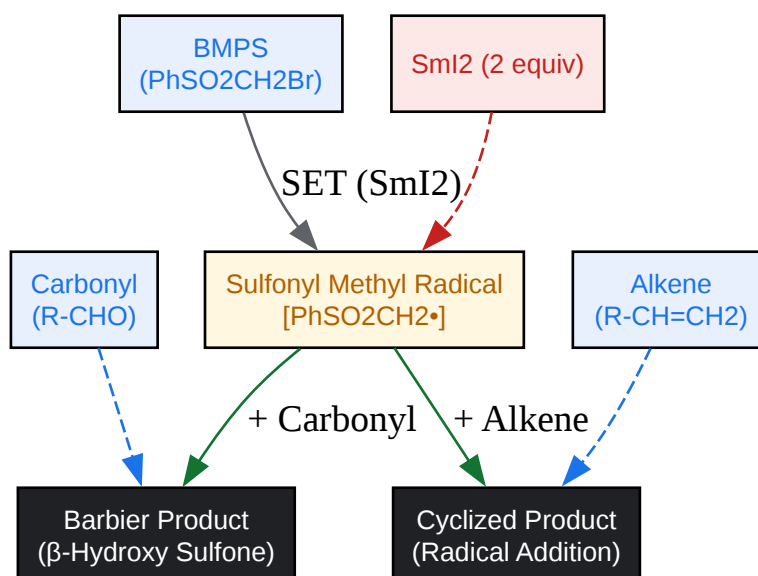 BMPS
(PhSO2CH2Br)
SmI2 (2 equiv)
SET (SmI2)
Carbonyl
(R-CHO)
Sulfonyl Methyl Radical
[PhSO2CH2•]
Alkene
(R-CH=CH2)
+ Carbonyl
+ Alkene
Barbier Product
(β-Hydroxy Sulfone)
Cyclized Product
(Radical Addition)